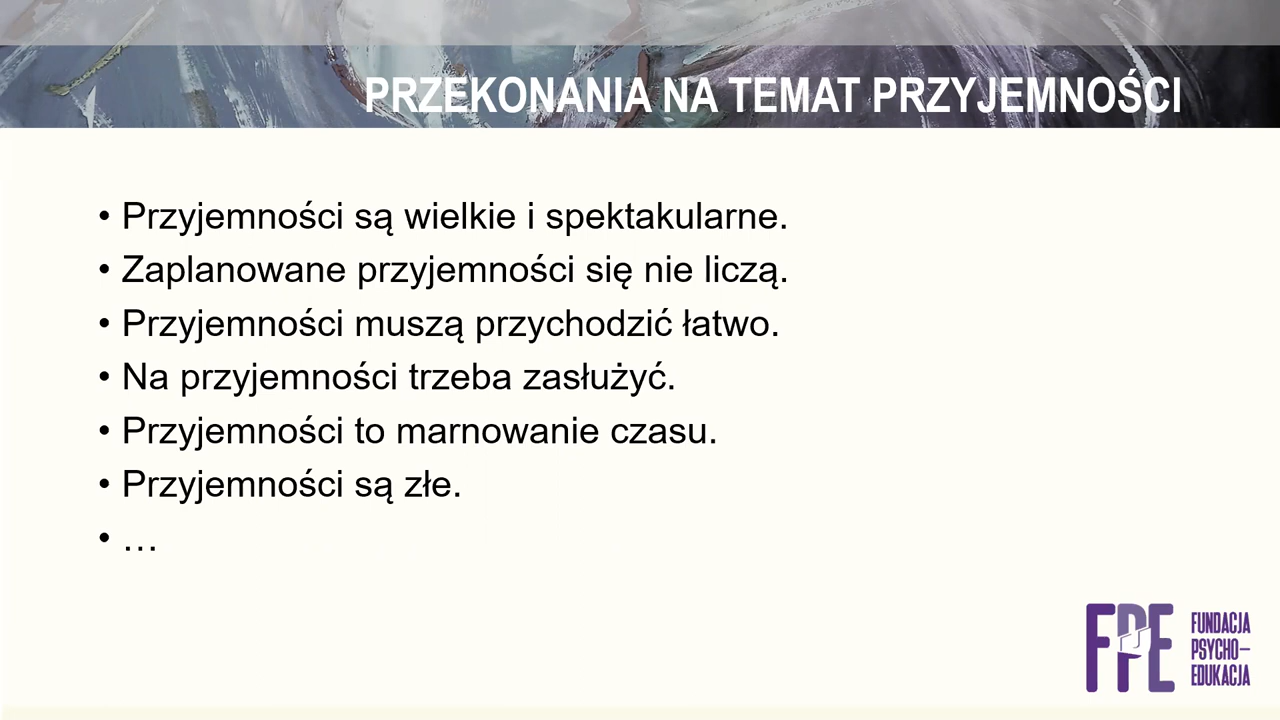 PRZEKONANIA NA TEMAT PRZYJEMNOŚCI
• Przyjemności są wielkie i spektakularne.
• Zaplanowane przyjemności się nie liczą.
• Przyjemności muszą przychodzić łatwo.
• Na przyjemności trzeba zasłużyć.
• Przyjemności to marnowanie czasu.
• Przyjemności są złe.
• …
FPE
FUNDACJA
PSYCHO–
EDUKACJA